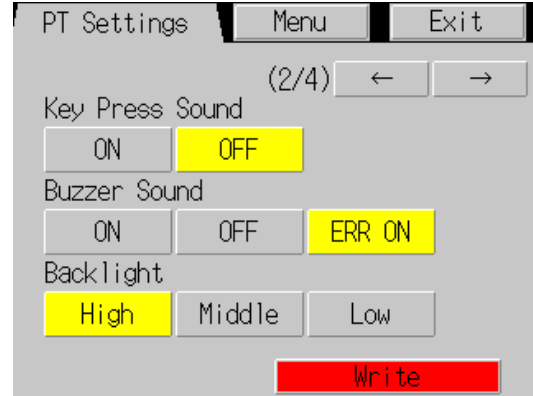 PT Settings Menu Exit
(2/4) ← →
Key Press Sound
ON OFF
Buzzer Sound
ON OFF ERR ON
Backlight
High Middle Low
Write